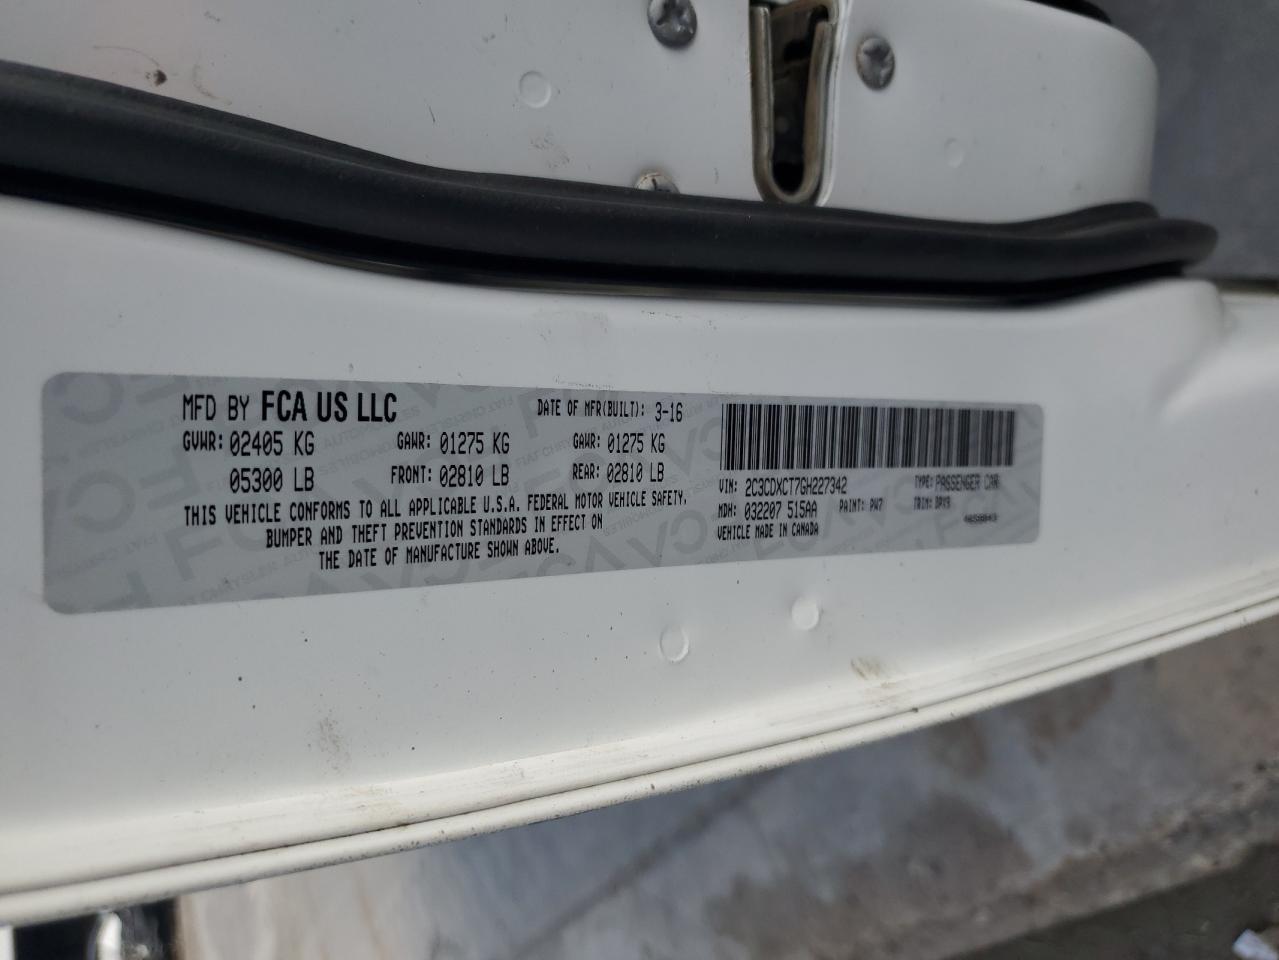 MFD BY FCA US LLC DATE OF MFR(BUILT): 3-16
GVWR: 02405 KG GAWR: 01275 KG GAWR: 01275 KG
05300 LB FRONT: 02810 LB REAR: 02810 LB
THIS VEHICLE CONFORMS TO ALL APPLICABLE U.S.A. FEDERAL MOTOR VEHICLE SAFETY,
BUMPER AND THEFT PREVENTION STANDARDS IN EFFECT ON
THE DATE OF MANUFACTURE SHOWN ABOVE.
VIN: 2C3CDXCT7GH227342 TYPE: PASSENGER CAR
MDH: 032207 515AA PAINT: PW7 TRIM: DPX9
VEHICLE MADE IN CANADA